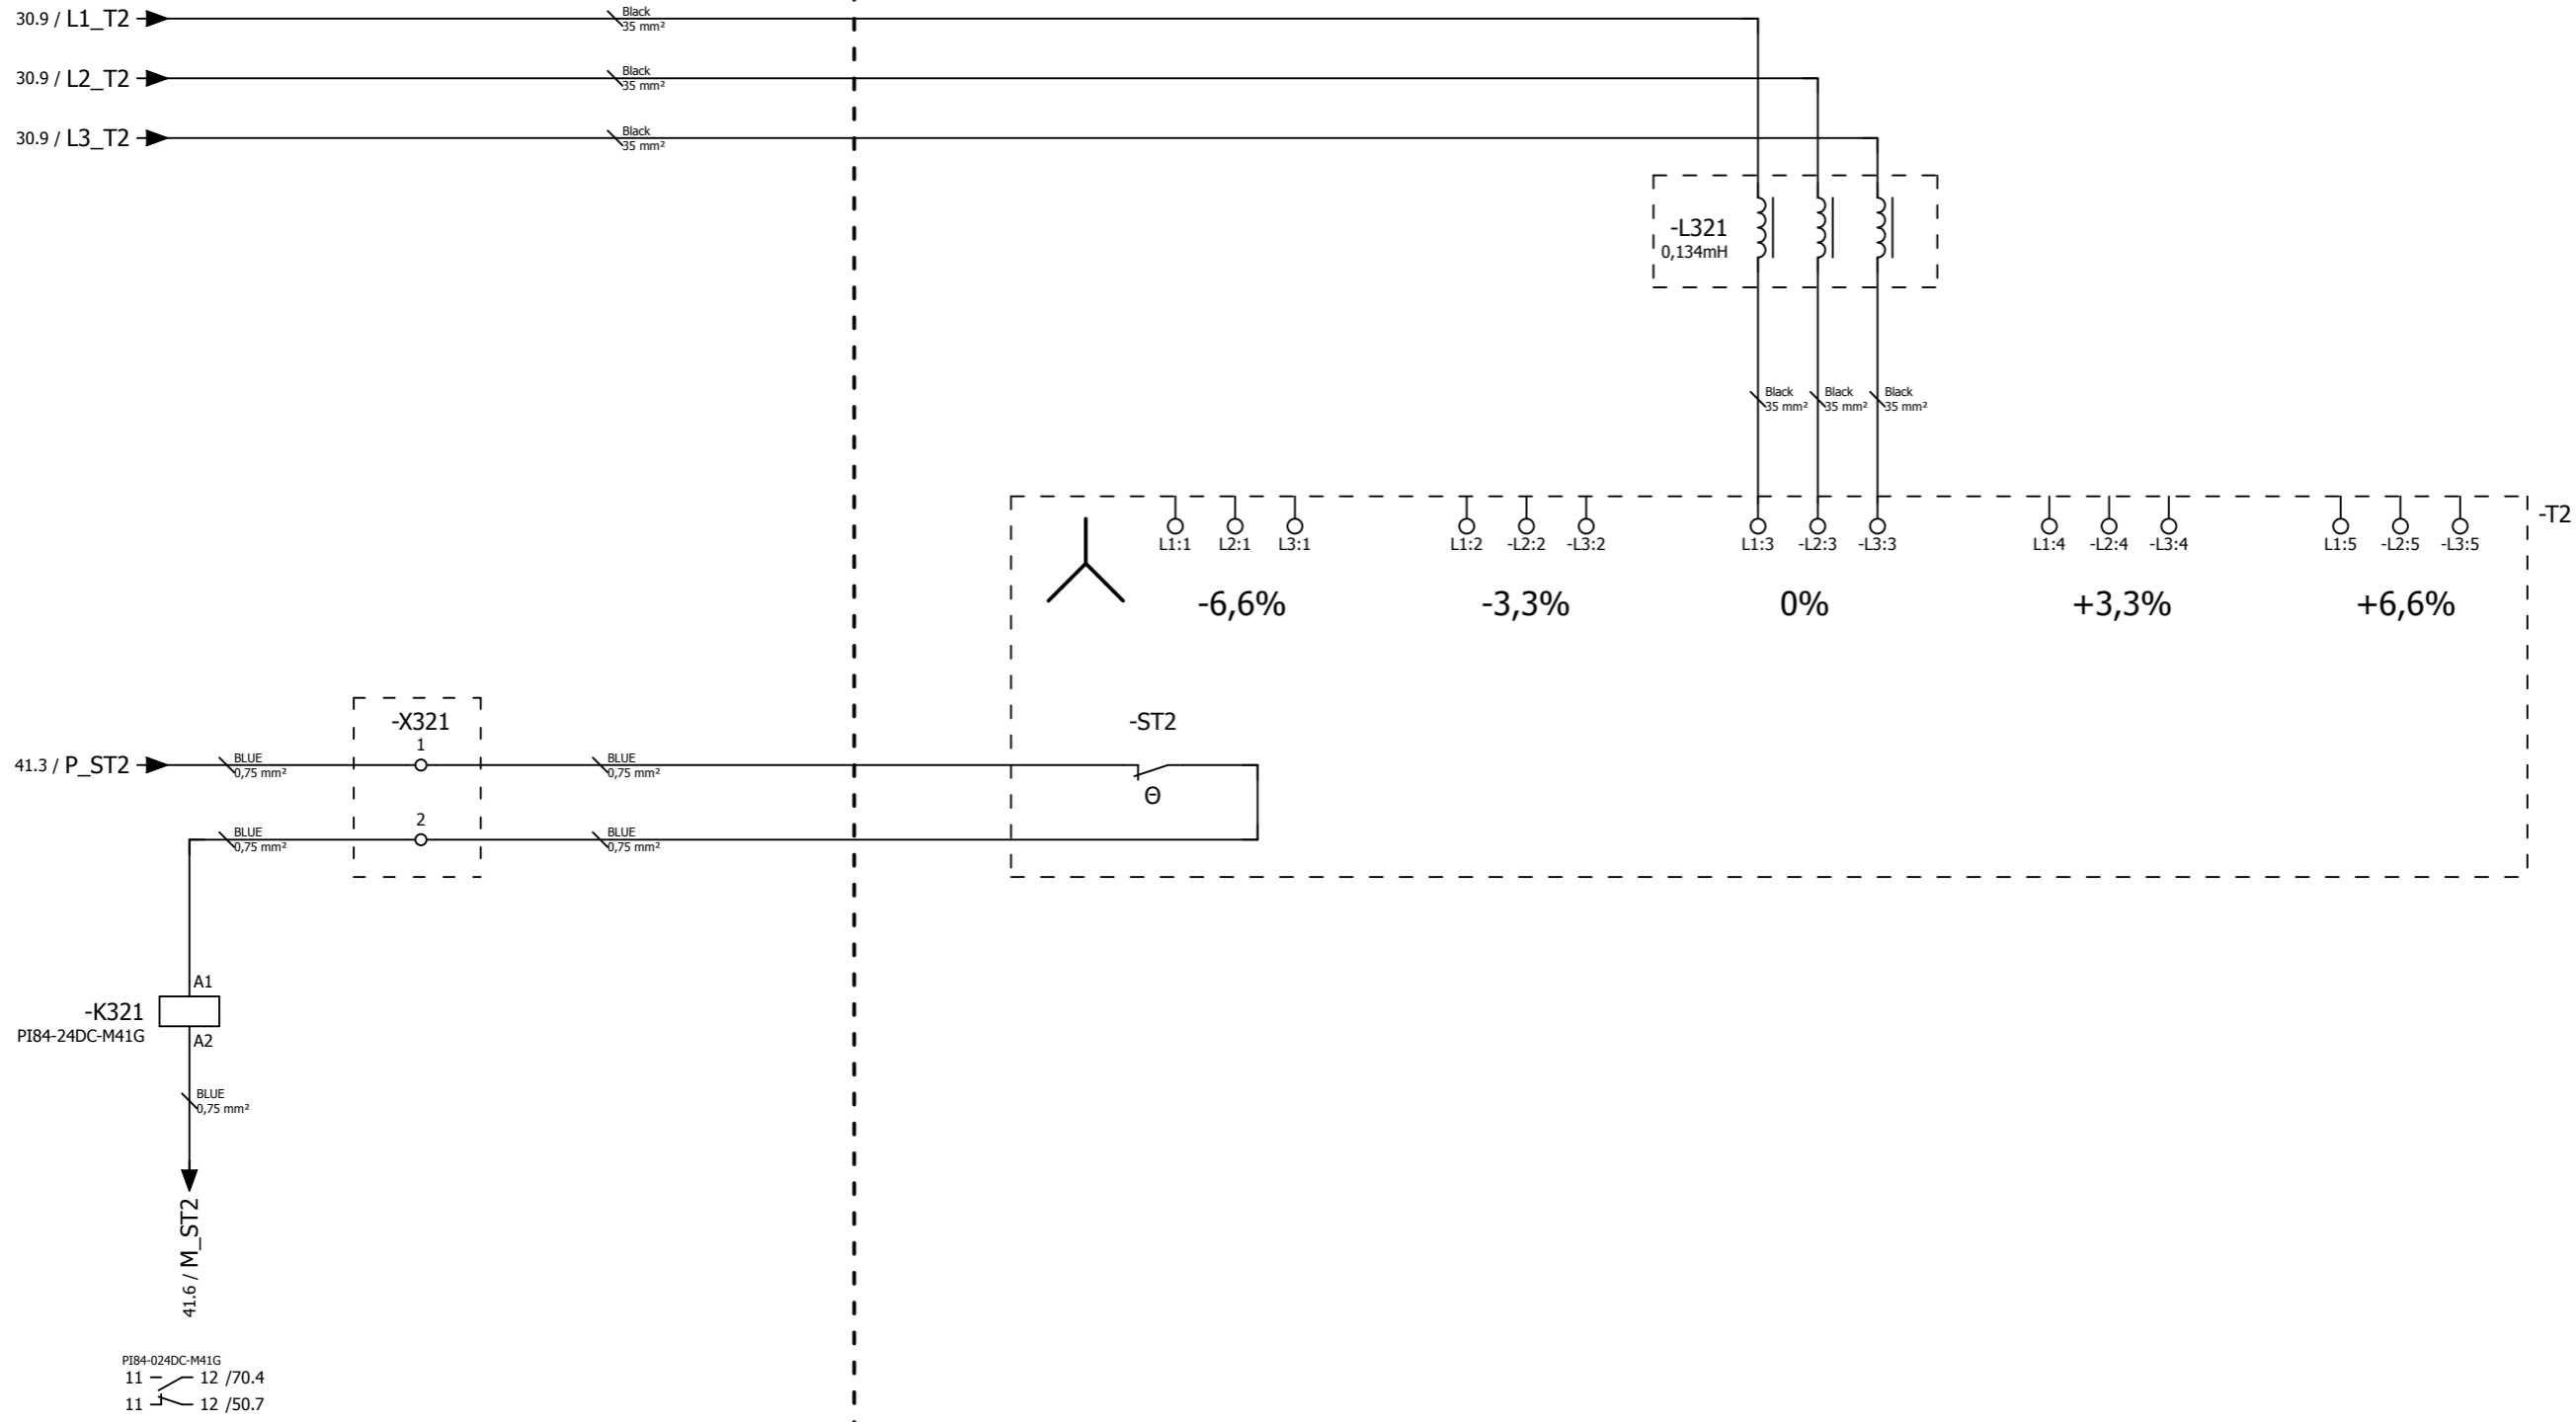 30.9 / L1_T2
Black
35 mm²
30.9 / L2_T2
Black
35 mm²
30.9 / L3_T2
Black
35 mm²
-L321
0,134mH
Black
35 mm²
Black
35 mm²
Black
35 mm²
-T2
L1:1 L2:1 L3:1
L1:2 -L2:2 -L3:2
L1:3 -L2:3 -L3:3
L1:4 -L2:4 -L3:4
L1:5 -L2:5 -L3:5
-6,6%
-3,3%
0%
+3,3%
+6,6%
-X321
1
-ST2
41.3 / P_ST2
BLUE
0,75 mm²
BLUE
0,75 mm²
Θ
2
BLUE
0,75 mm²
BLUE
0,75 mm²
A1
-K321
PI84-24DC-M41G
A2
BLUE
0,75 mm²
41.6 / M_ST2
PI84-024DC-M41G
11 12 /70.4
11 12 /50.7